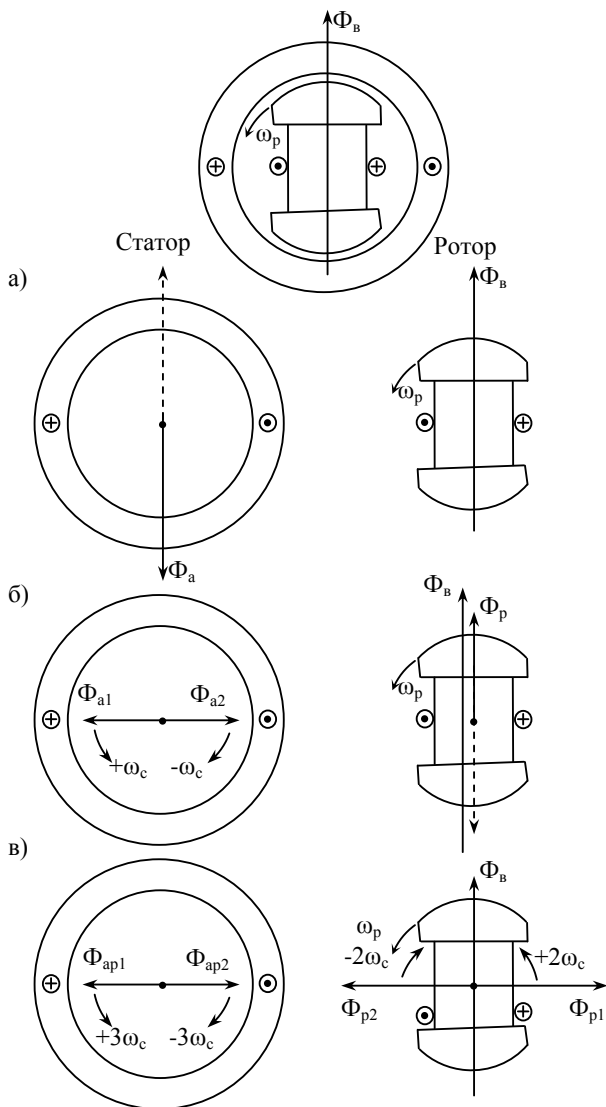 Φв
ωр
Статор
Ротор
а)
Φв
ωр
Φа
б)
Φв
Φр
ωр
Φа1
Φа2
+ωс
-ωс
в)
Φв
ωр
-2ωс
+2ωс
Φар1
Φар2
Φр2
Φр1
+3ωс
-3ωс